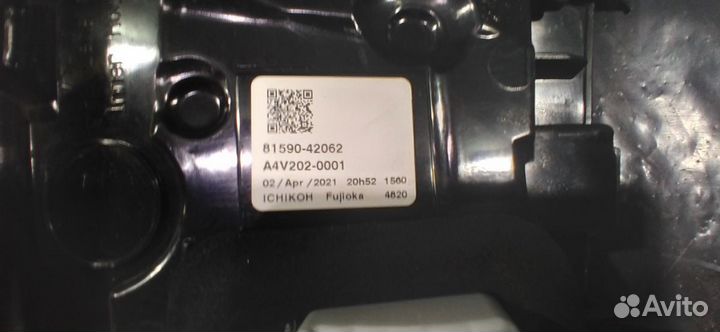 81590-42062
A4V202-0001
02/Apr/2021 20h52 1560
ICHIKOH Fujioka 4820
Avito